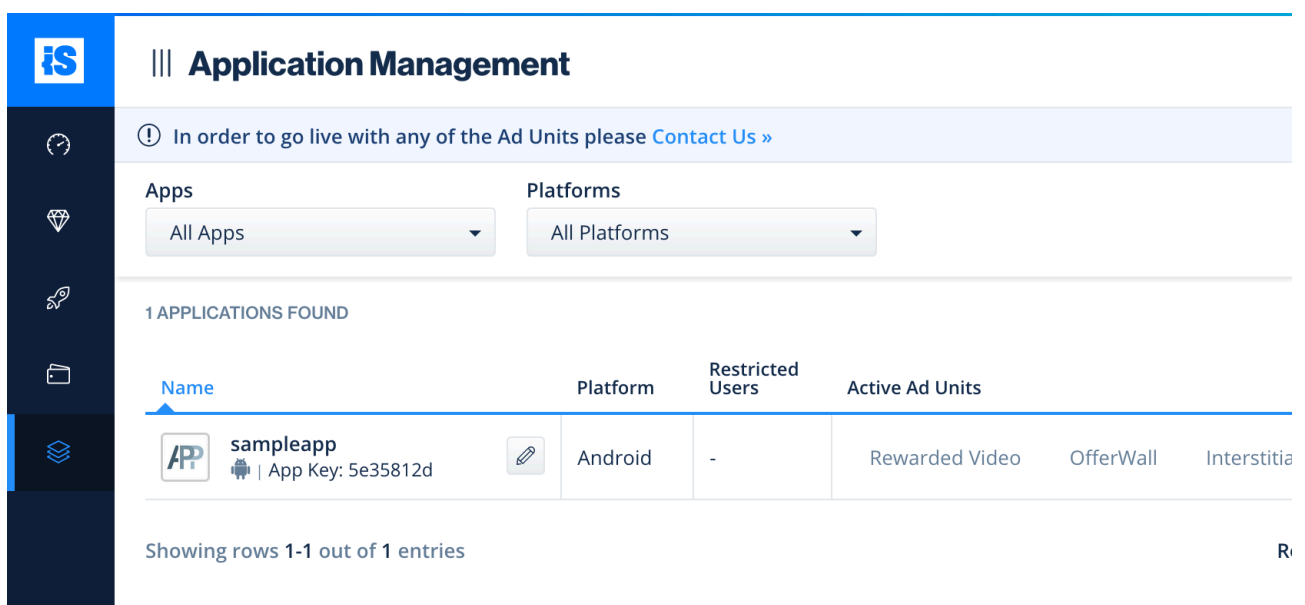 iS
Application Management
In order to go live with any of the Ad Units please Contact Us »
Apps
Platforms
All Apps
All Platforms
1 APPLICATIONS FOUND
Name
Platform
Restricted
Users
Active Ad Units
APP
sampleapp
| App Key: 5e35812d
Android
-
Rewarded Video
OfferWall
Interstitia
Showing rows 1-1 out of 1 entries
Re